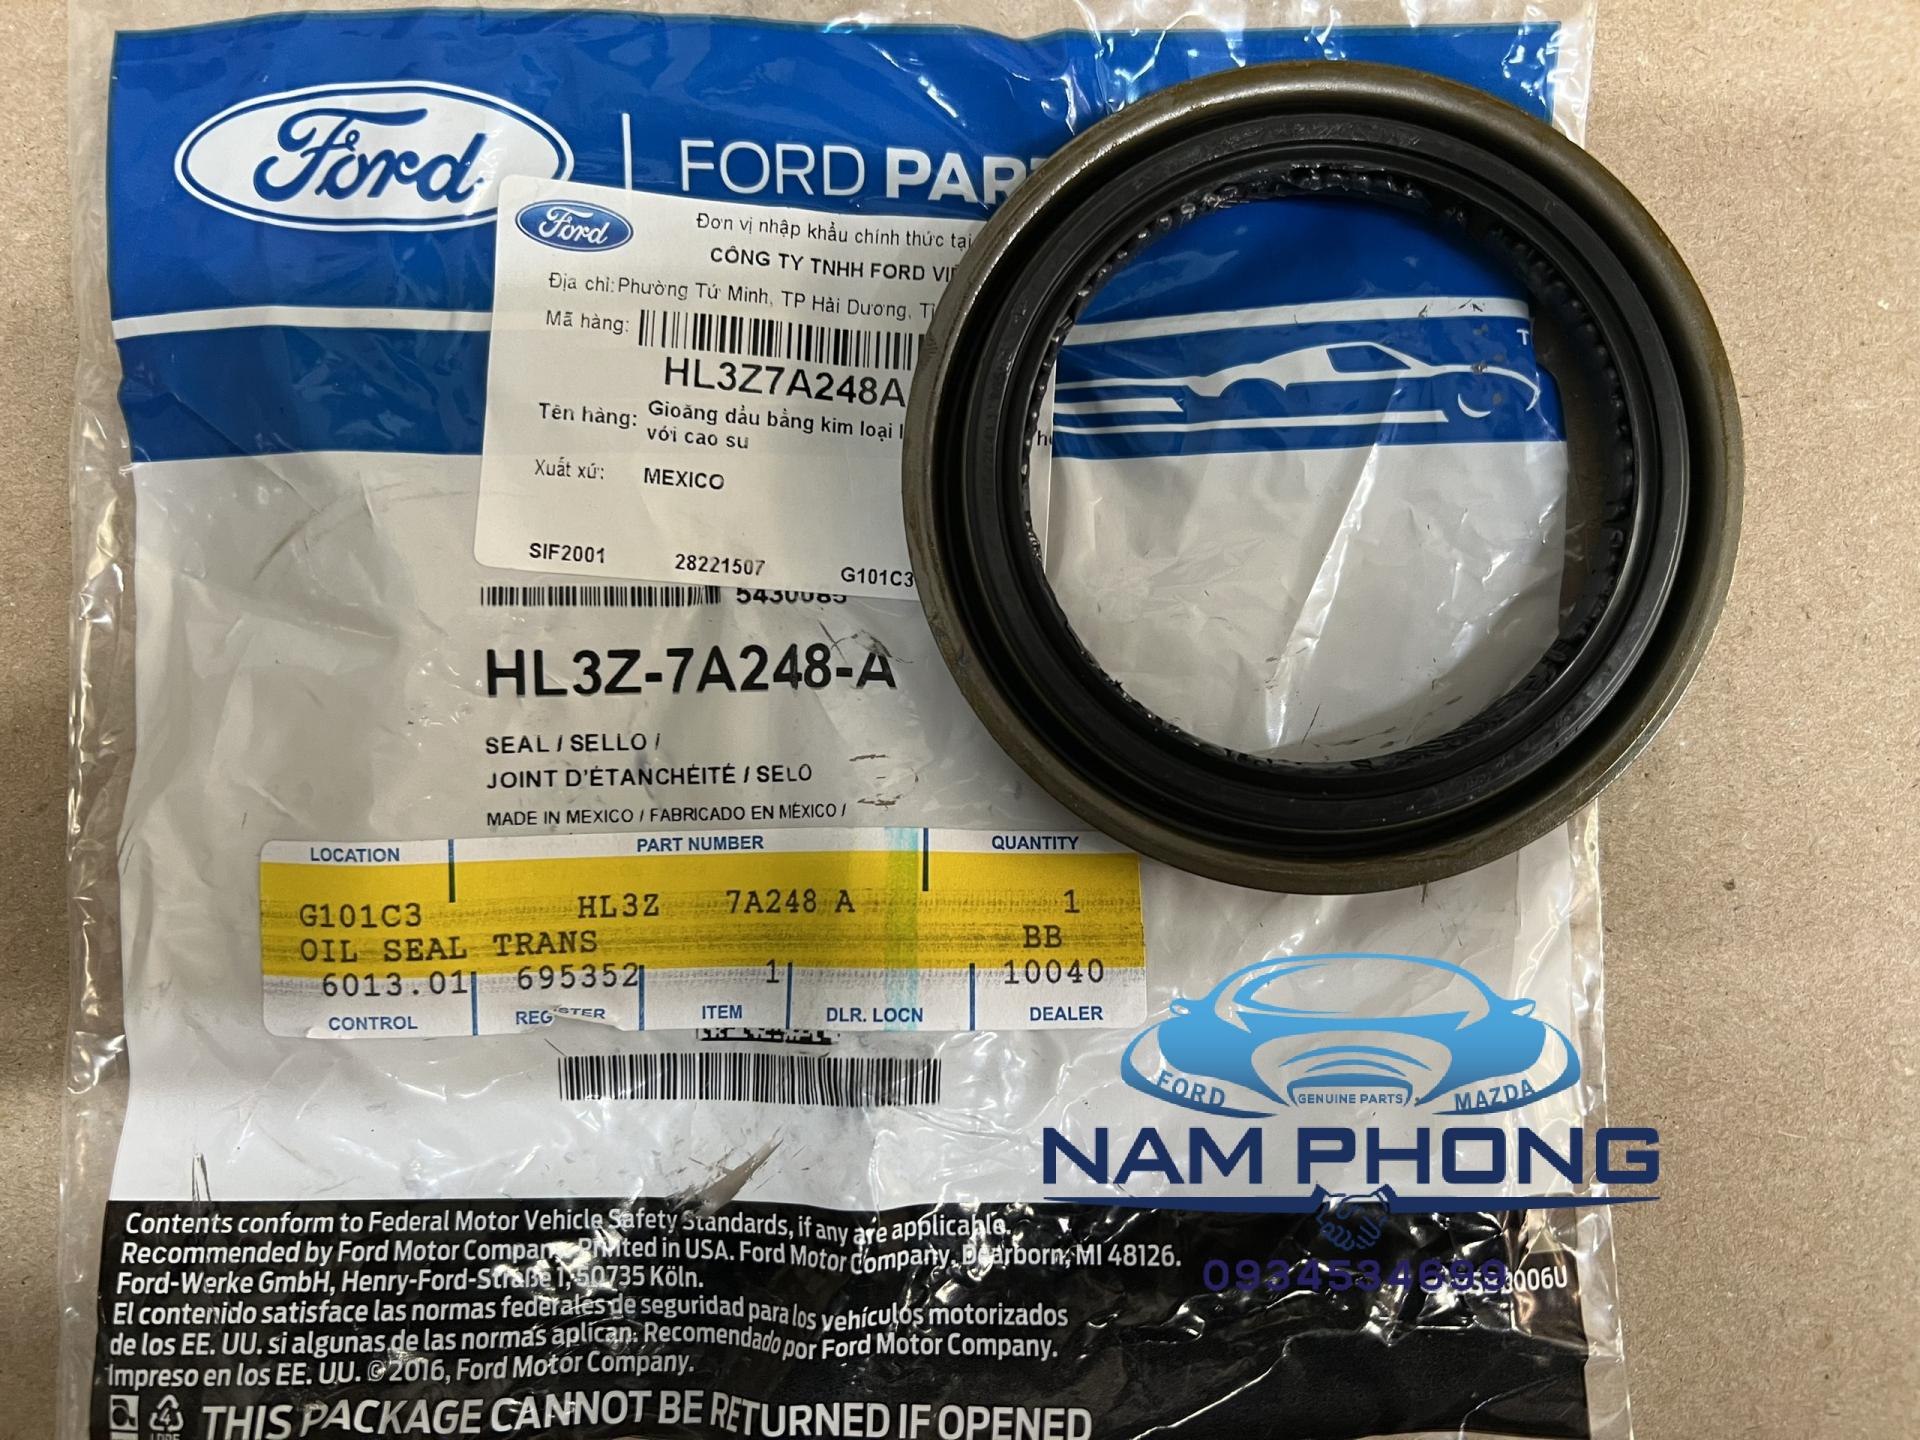 Ford
FORD PAR
Ford
Đơn vị nhập khẩu chính thức tại
CÔNG TY TNHH FORD VIỆ
Địa chỉ: Phường Tứ Minh, TP Hải Dương, Tỉ
Mã hàng:
HL3Z7A248A
Tên hàng: Gioăng dầu bằng kim loại
với cao su
Xuất xứ: MEXICO
SIF2001 28221507 G101C3
5430085
HL3Z-7A248-A
SEAL / SELLO /
JOINT D'ÉTANCHÉITÉ / SELO
MADE IN MEXICO / FABRICADO EN MÉXICO /
LOCATION PART NUMBER QUANTITY
G101C3 HL3Z 7A248 A 1
OIL SEAL TRANS BB
6013.01 695352 1 10040
CONTROL REGISTER ITEM DLR. LOCN DEALER
FORD GENUINE PARTS MAZDA
NAM PHONG
0934534699
Contents conform to Federal Motor Vehicle Safety Standards, if any are applicable.
Recommended by Ford Motor Company. Printed in USA. Ford Motor Company, Dearborn, MI 48126.
Ford-Werke GmbH, Henry-Ford-Straße 1, 50735 Köln.
El contenido satisface las normas federales de seguridad para los vehículos motorizados
de los EE. UU. si algunas de las normas aplican. Recomendado por Ford Motor Company.
Impreso en los EE. UU. © 2016, Ford Motor Company.
4
LDPE
THIS PACKAGE CANNOT BE RETURNED IF OPENED